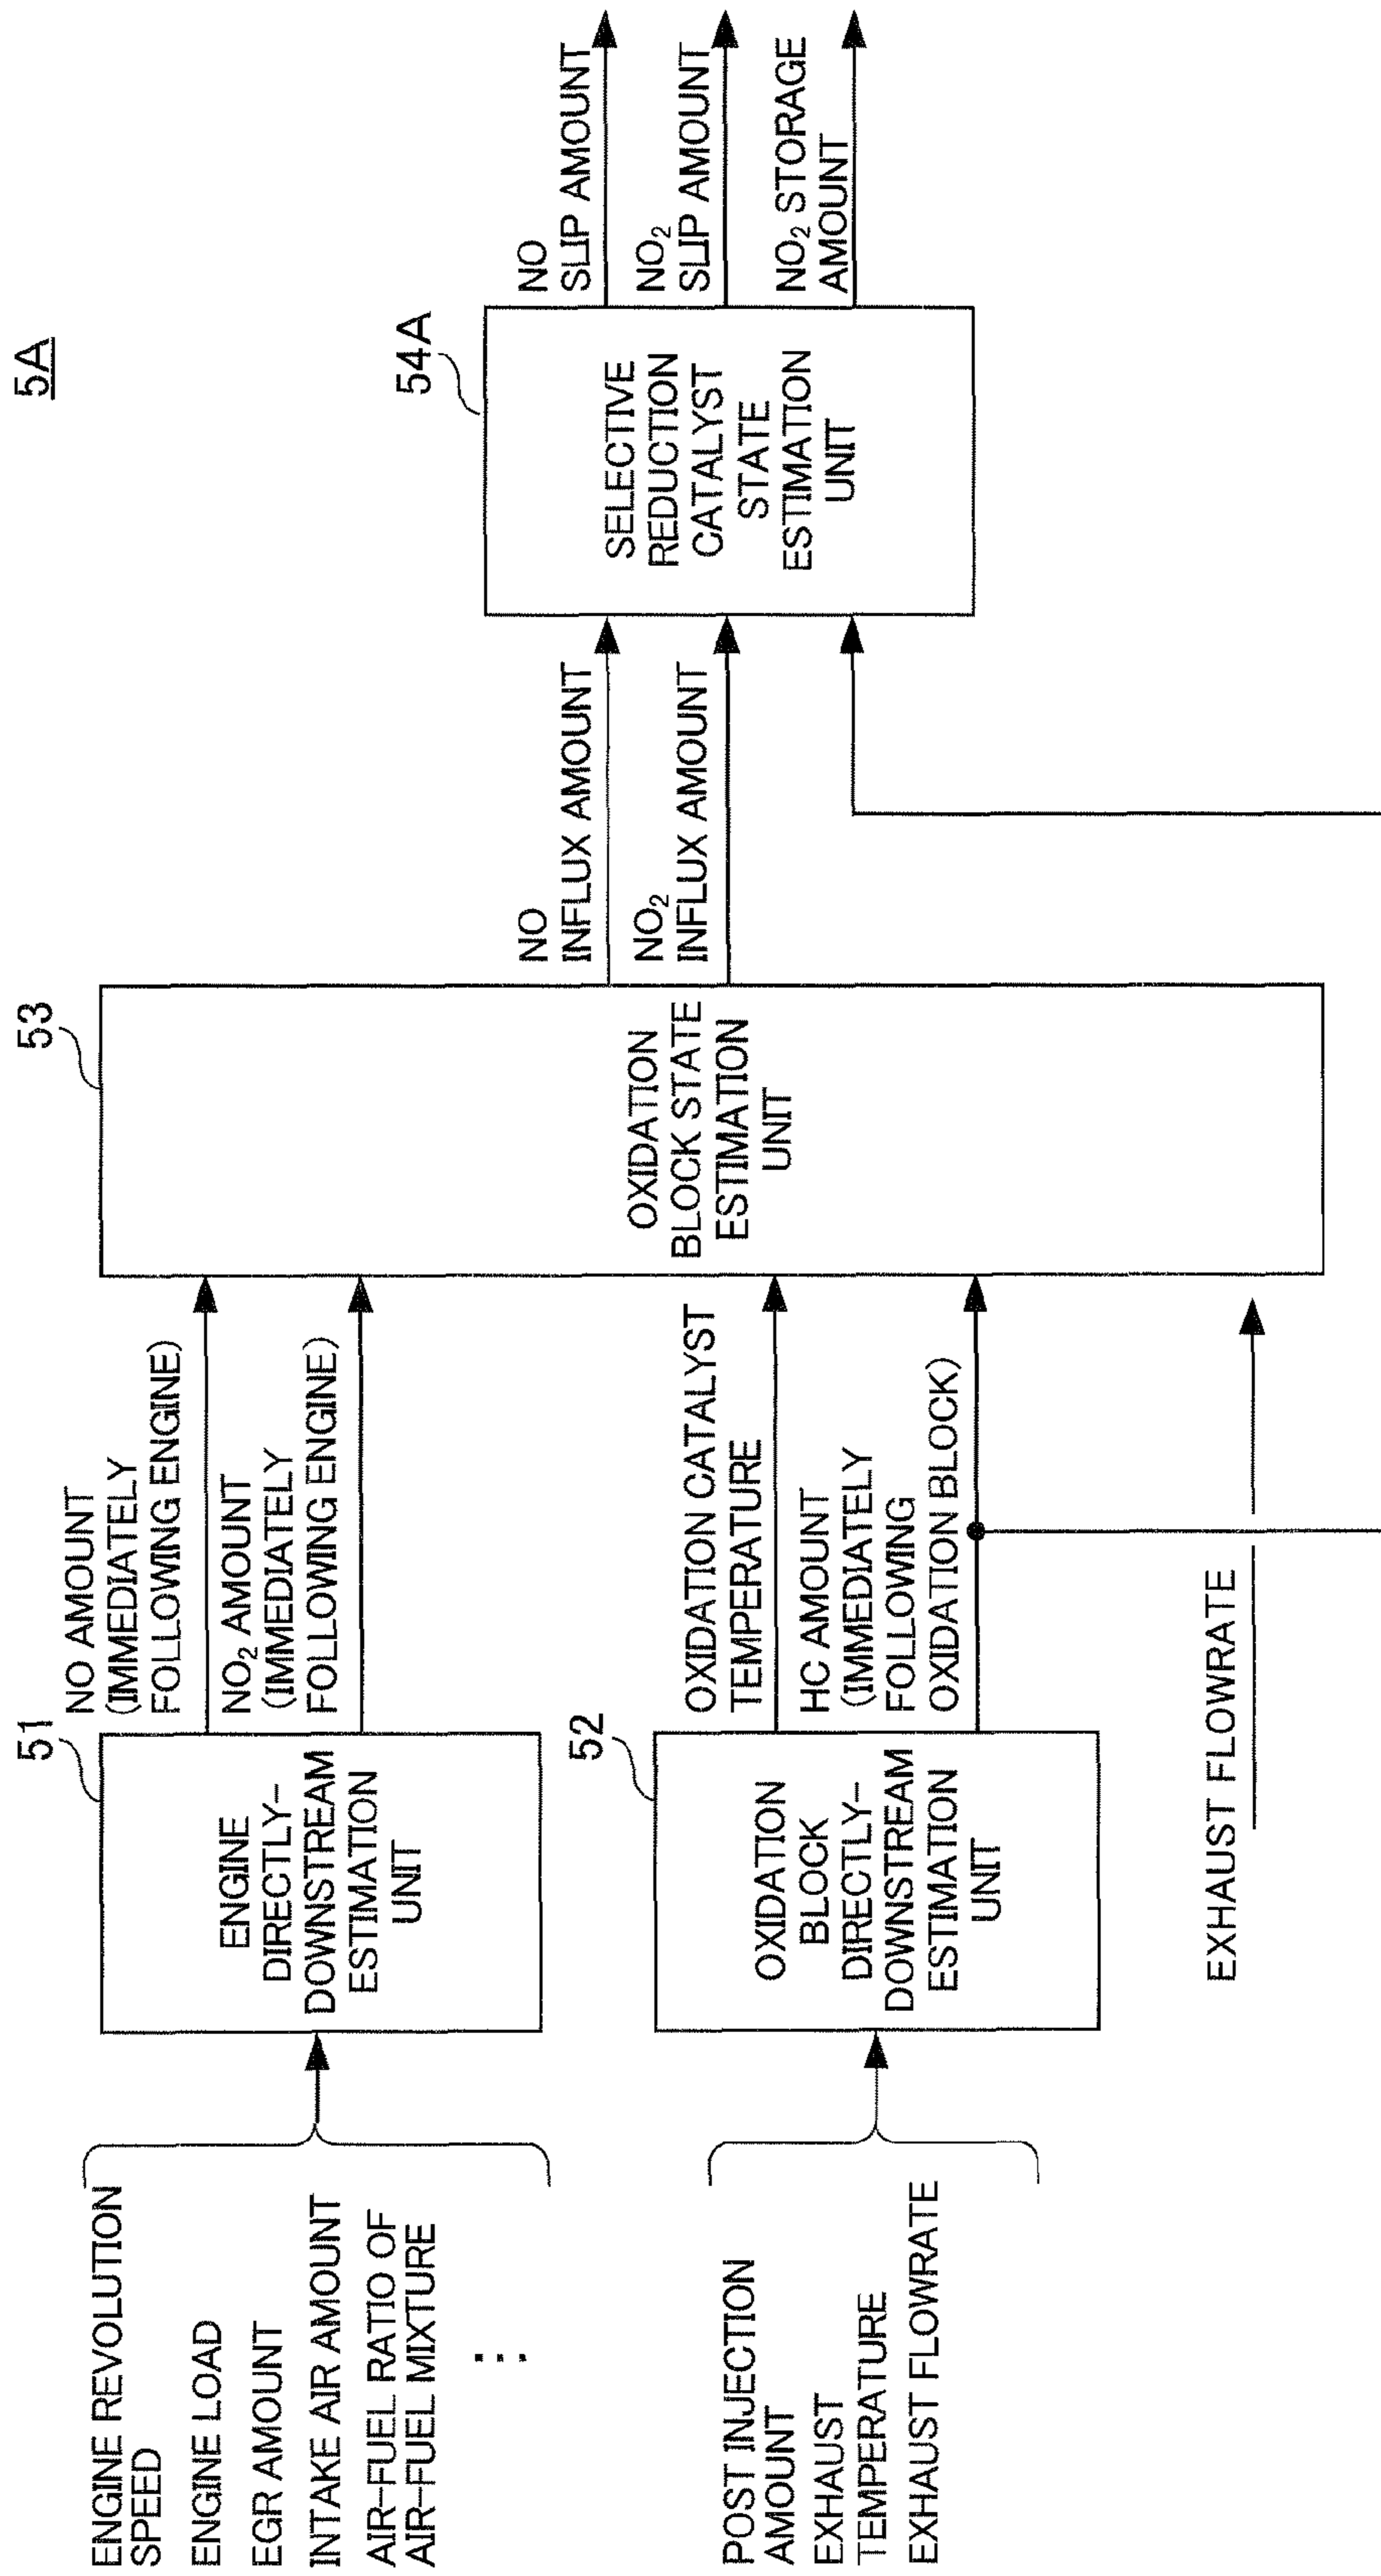 5A
ENGINE REVOLUTION
SPEED
ENGINE LOAD
EGR AMOUNT
INTAKE AIR AMOUNT
AIR-FUEL RATIO OF
AIR-FUEL MIXTURE
...
51
ENGINE
DIRECTLY-
DOWNSTREAM
ESTIMATION
UNIT
NO AMOUNT
(IMMEDIATELY
FOLLOWING ENGINE)
NO₂ AMOUNT
(IMMEDIATELY
FOLLOWING ENGINE)
POST INJECTION
AMOUNT
EXHAUST
TEMPERATURE
EXHAUST FLOWRATE
52
OXIDATION
BLOCK
DIRECTLY-
DOWNSTREAM
ESTIMATION
UNIT
OXIDATION CATALYST
TEMPERATURE
HC AMOUNT
(IMMEDIATELY
FOLLOWING
OXIDATION BLOCK)
EXHAUST FLOWRATE
53
OXIDATION
BLOCK STATE
ESTIMATION
UNIT
NO
INFLUX AMOUNT
NO₂
INFLUX AMOUNT
54A
SELECTIVE
REDUCTION
CATALYST
STATE
ESTIMATION
UNIT
NO
SLIP AMOUNT
NO₂
SLIP AMOUNT
NO₂ STORAGE
AMOUNT